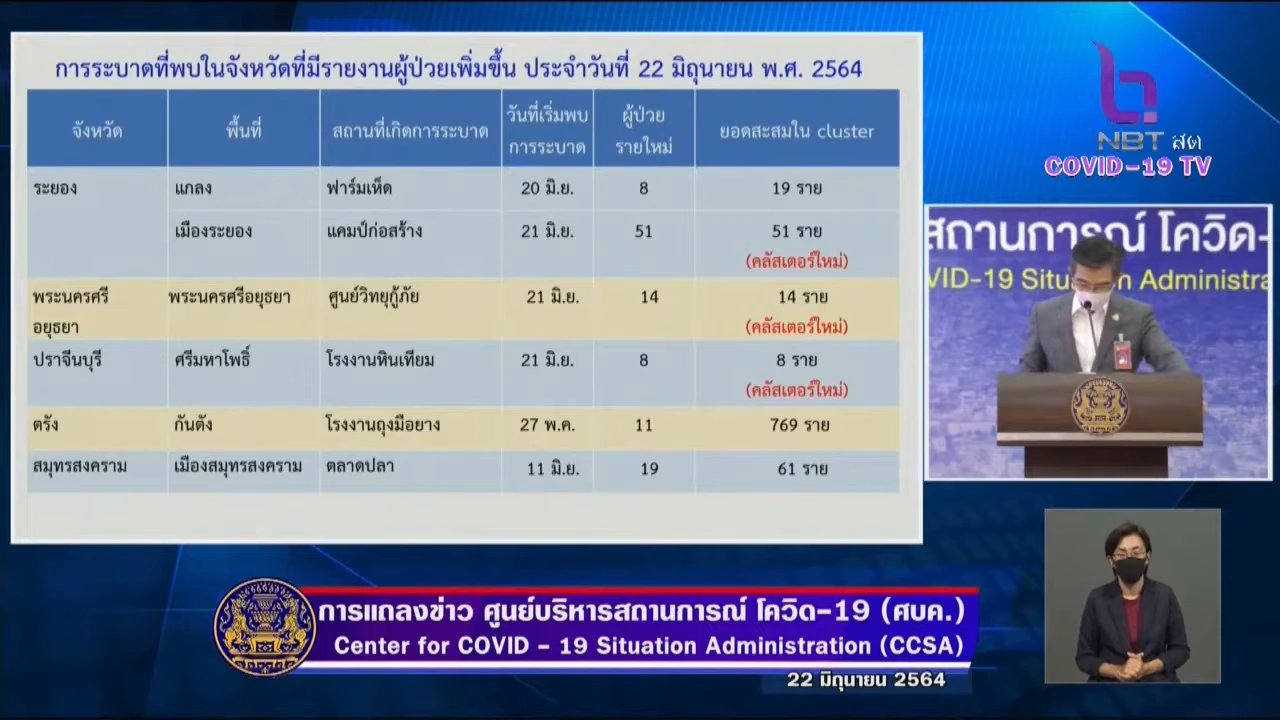 การระบาดที่พบในจังหวัดที่มีรายงานผู้ป่วยเพิ่มขึ้น ประจำวันที่ 22 มิถุนายน พ.ศ. 2564
จังหวัด พื้นที่ สถานที่เกิดการระบาด วันที่เริ่มพบการระบาด ผู้ป่วยรายใหม่ ยอดสะสมใน cluster
ระยอง แกลง ฟาร์มเห็ด 20 มิ.ย. 8 19 ราย
เมืองระยอง แคมป์ก่อสร้าง 21 มิ.ย. 51 51 ราย
(คลัสเตอร์ใหม่)
พระนครศรีอยุธยา พระนครศรีอยุธยา ศูนย์วิทยุกู้ภัย 21 มิ.ย. 14 14 ราย
(คลัสเตอร์ใหม่)
ปราจีนบุรี ศรีมหาโพธิ์ โรงงานหินเทียม 21 มิ.ย. 8 8 ราย
(คลัสเตอร์ใหม่)
ตรัง กันตัง โรงงานถุงมือยาง 27 พ.ค. 11 769 ราย
สมุทรสงคราม เมืองสมุทรสงคราม ตลาดปลา 11 มิ.ย. 19 61 ราย
NBT สด
COVID-19 TV
สถานการณ์ โควิด-
VID-19 Situation Administra
การแถลงข่าว ศูนย์บริหารสถานการณ์ โควิด-19 (ศบค.)
Center for COVID - 19 Situation Administration (CCSA)
22 มิถุนายน 2564